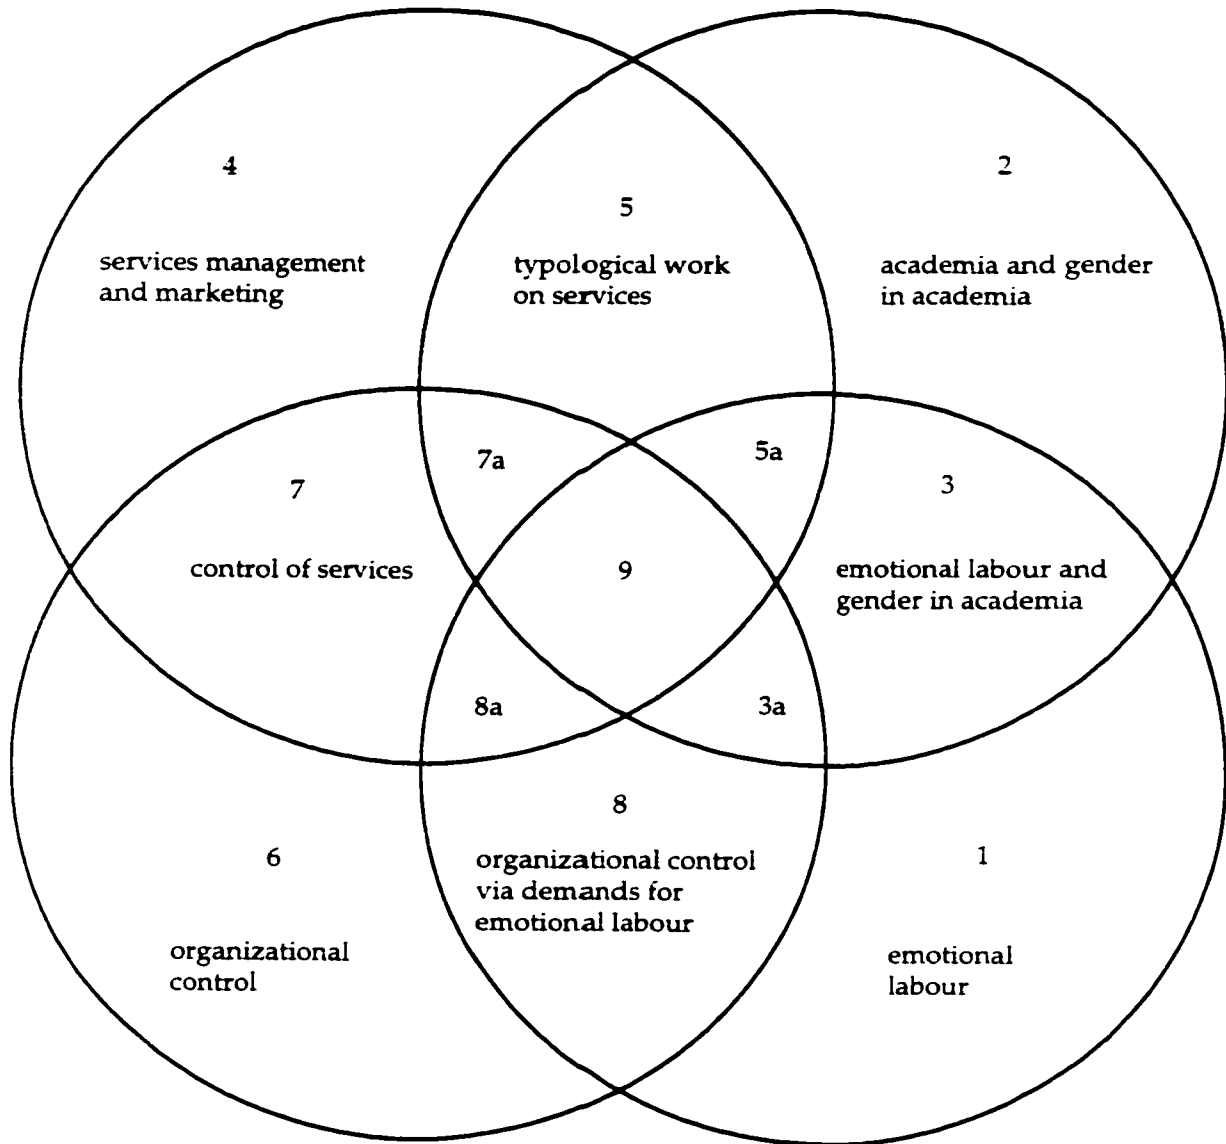 4
services management
and marketing
5
typological work
on services
2
academia and gender
in academia
7a
5a
7
control of services
9
3
emotional labour and
gender in academia
8a
3a
6
organizational
control
8
organizational control
via demands for
emotional labour
1
emotional
labour